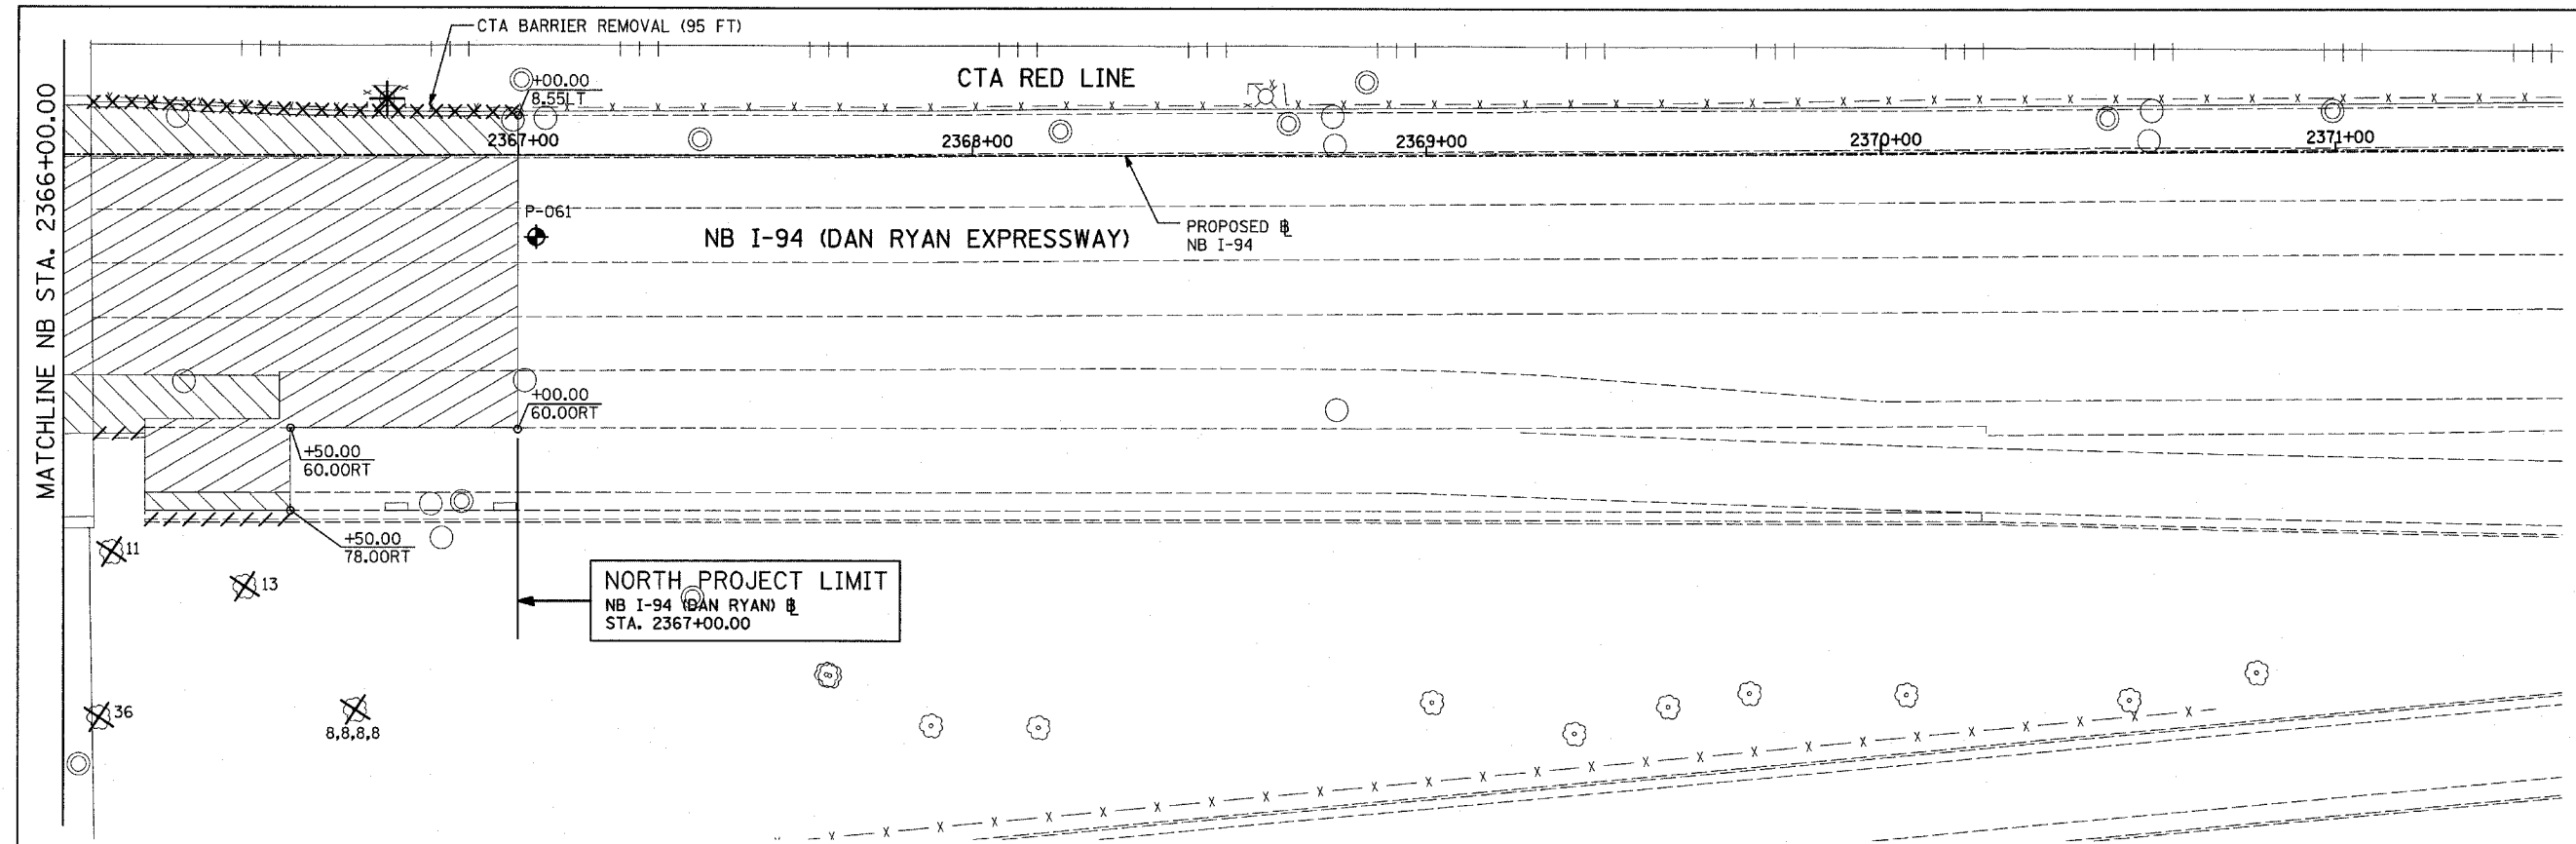 CTA BARRIER REMOVAL (95 FT)
MATCHLINE NB STA. 2366+00.00
+00.00
8.55LT
CTA RED LINE
2367+00
2368+00
2369+00
2370+00
2371+00
P-061
NB I-94 (DAN RYAN EXPRESSWAY)
PROPOSED BL
NB I-94
+00.00
60.00RT
+50.00
60.00RT
+50.00
78.00RT
11
13
NORTH PROJECT LIMIT
NB I-94 (DAN RYAN) BL
STA. 2367+00.00
36
8,8,8,8